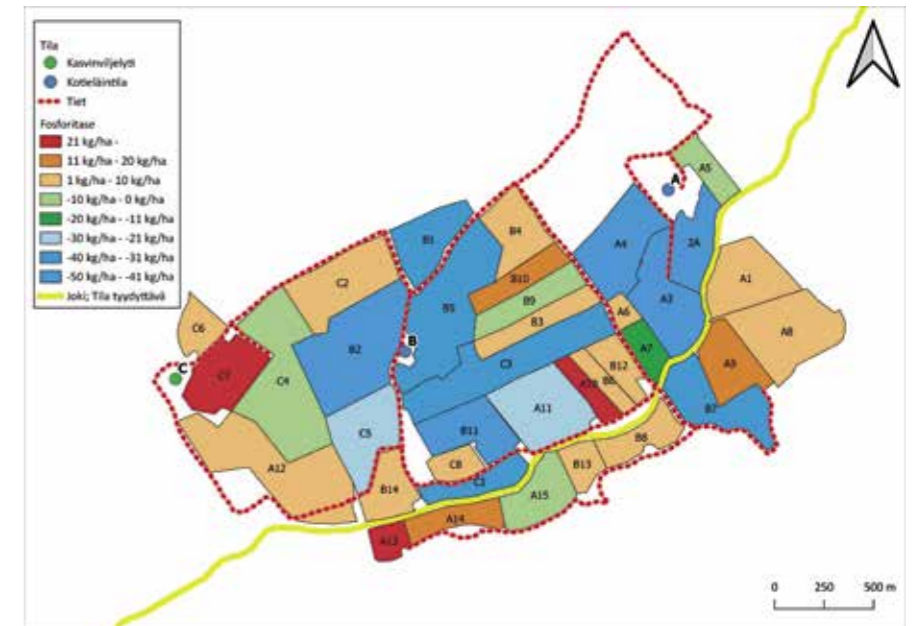 Tila
Kasvinviljelyti
Kotieläintila
Tiet
Fosforitase
21 kg/ha -
11 kg/ha - 20 kg/ha
1 kg/ha - 10 kg/ha
-10 kg/ha - 0 kg/ha
-20 kg/ha - -11 kg/ha
-30 kg/ha - -21 kg/ha
-40 kg/ha - -31 kg/ha
-50 kg/ha - -41 kg/ha
Joki; Tila tyydyttävä
A
A5
B4
A4
2A
C2
B10
A1
B9
A3
B5
C6
A6
B3
A8
B2
B
A7
C
C4
C3
B12
A9
A11
B7
C5
B11
B8
A12
C8
B13
B14
A15
A14
A13
0 250 500 m